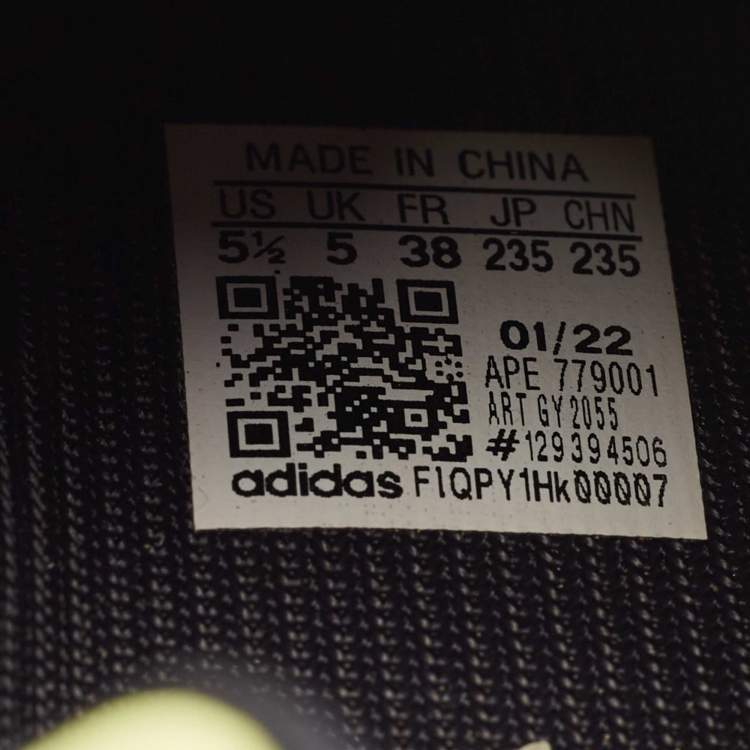 MADE IN CHINA
US UK FR JP CHN
5½ 5 38 235 235
01/22
APE 779001
ART GY2055
#129394506
adidas F1QPY1Hk00007